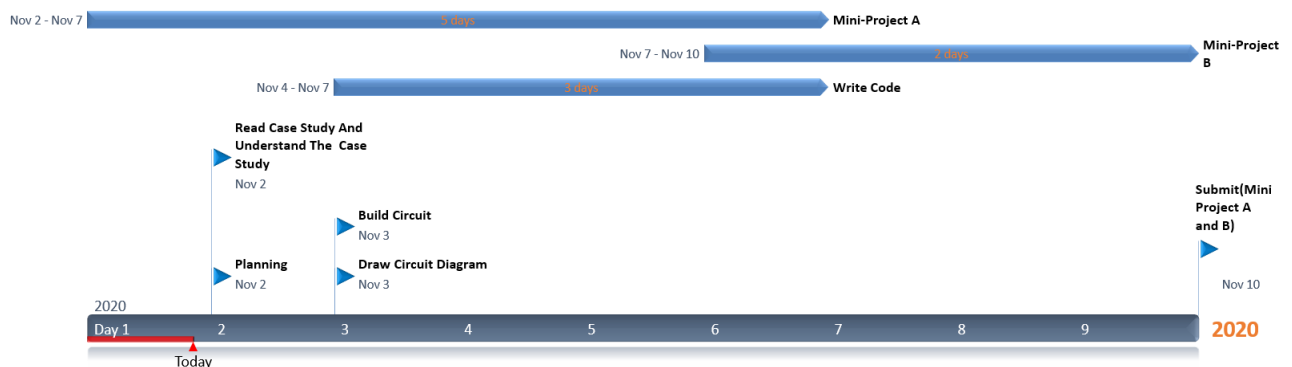 Nov 2 - Nov 7
5 days
Mini-Project A
Nov 7 - Nov 10
2 days
Mini-Project
B
Nov 4 - Nov 7
3 days
Write Code
Read Case Study And
Understand The Case
Study
Nov 2
Submit(Mini
Project A
and B)
Nov 10
Build Circuit
Nov 3
Planning
Nov 2
Draw Circuit Diagram
Nov 3
2020
Day 1 2 3 4 5 6 7 8 9
2020
Today